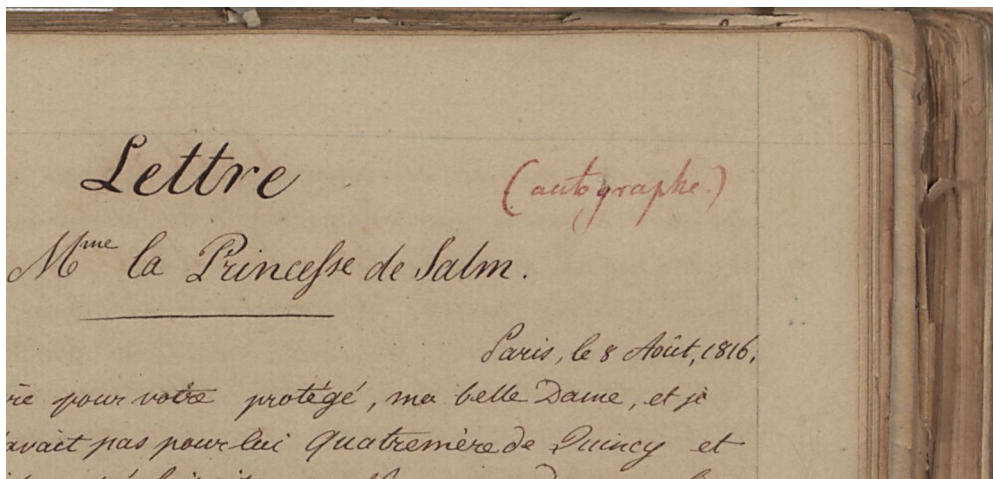 Lettre (autographe.)
Mme la Princesse de Salm.
Paris, le 8 Août, 1816.
pour votre protégé, ma belle Dame, et je
avait pas pour lui Quatremère de Quincy et